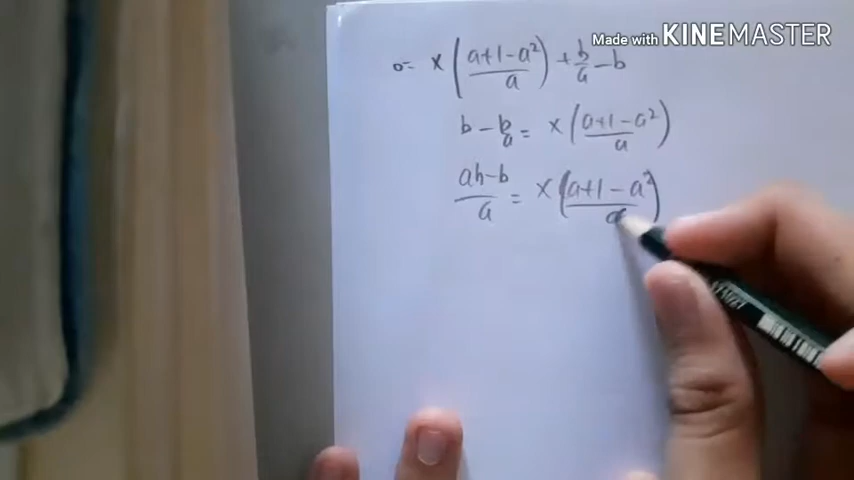 Made with KINEMASTER
0 = x ( (a+1-a²)/a ) + b/a - b
b - b/a = x ( (a+1-a²)/a )
(ab-b)/a = x ( (a+1-a²)/a )